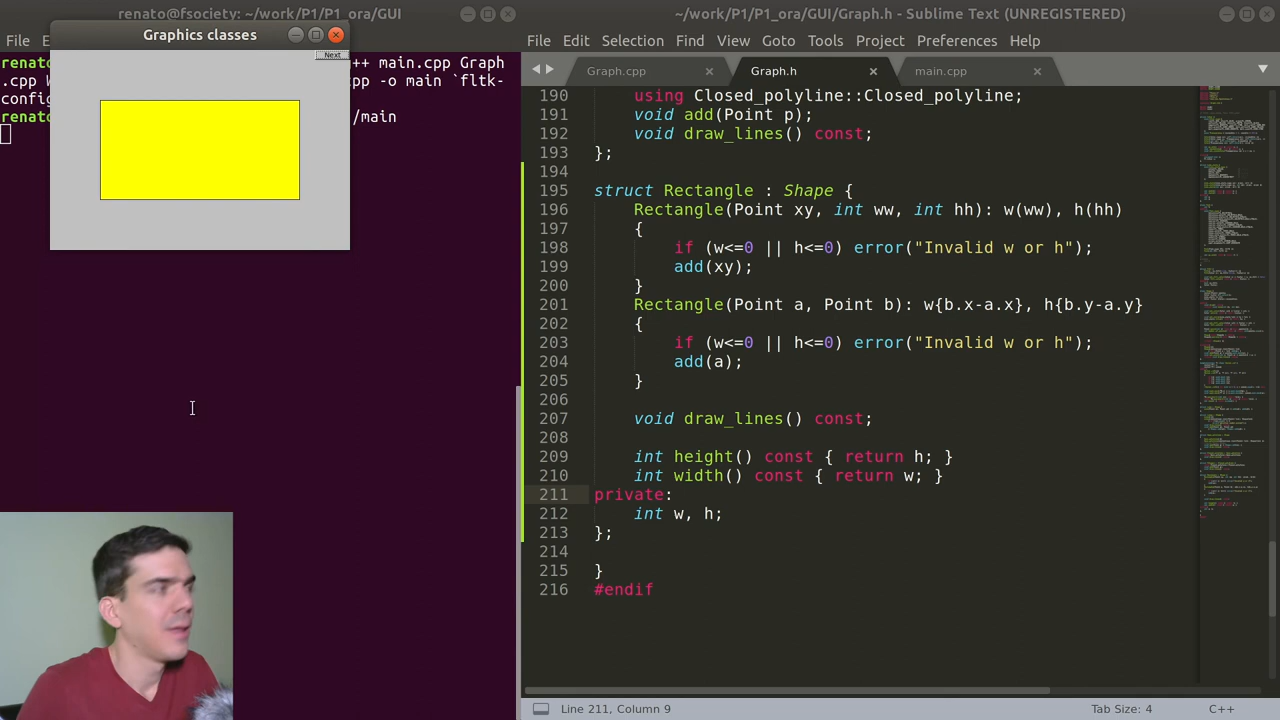 renato@fsociety: ~/work/P1/P1_ora/GUI
~/work/P1/P1_ora/GUI/Graph.h - Sublime Text (UNREGISTERED)
Graphics classes
Next
File E
File Edit Selection Find View Goto Tools Project Preferences Help
renat
++ main.cpp Graph
.cpp W
cpp -o main `fltk-
config
renato
/main
Graph.cpp
Graph.h
main.cpp
190 using Closed_polyline::Closed_polyline;
191 void add(Point p);
192 void draw_lines() const;
193 };
194
195 struct Rectangle : Shape {
196 Rectangle(Point xy, int ww, int hh): w(ww), h(hh)
197 {
198 if (w<=0 || h<=0) error("Invalid w or h");
199 add(xy);
200 }
201 Rectangle(Point a, Point b): w{b.x-a.x}, h{b.y-a.y}
202 {
203 if (w<=0 || h<=0) error("Invalid w or h");
204 add(a);
205 }
206
207 void draw_lines() const;
208
209 int height() const { return h; }
210 int width() const { return w; }
211 private:
212 int w, h;
213 };
214
215 }
216 #endif
Line 211, Column 9
Tab Size: 4
C++